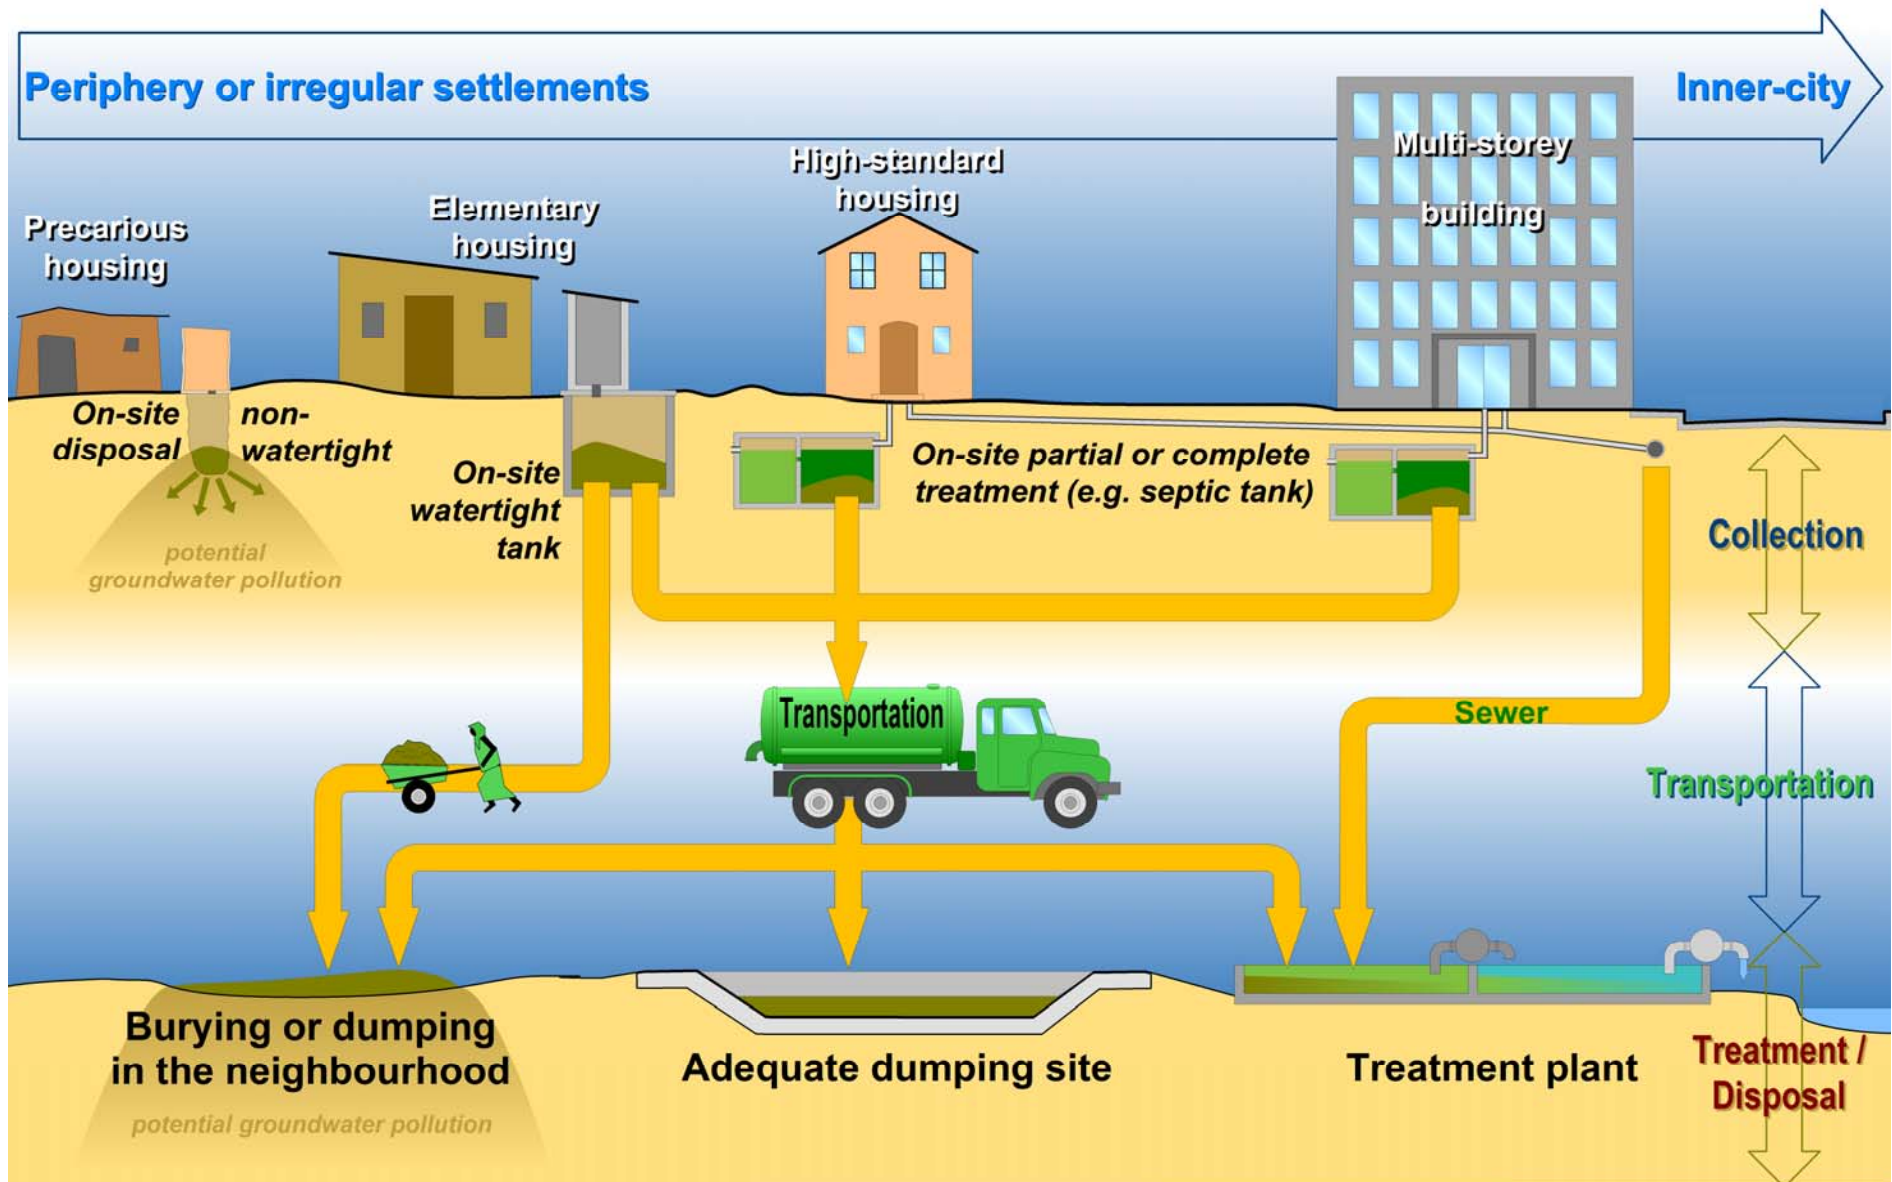 Periphery or irregular settlements
Inner-city
Precarious
housing
Elementary
housing
High-standard
housing
Multi-storey
building
On-site
disposal
non-
watertight
potential
groundwater pollution
On-site
watertight
tank
On-site partial or complete
treatment (e.g. septic tank)
Collection
Transportation
Sewer
Transportation
Burying or dumping
in the neighbourhood
potential groundwater pollution
Adequate dumping site
Treatment plant
Treatment /
Disposal